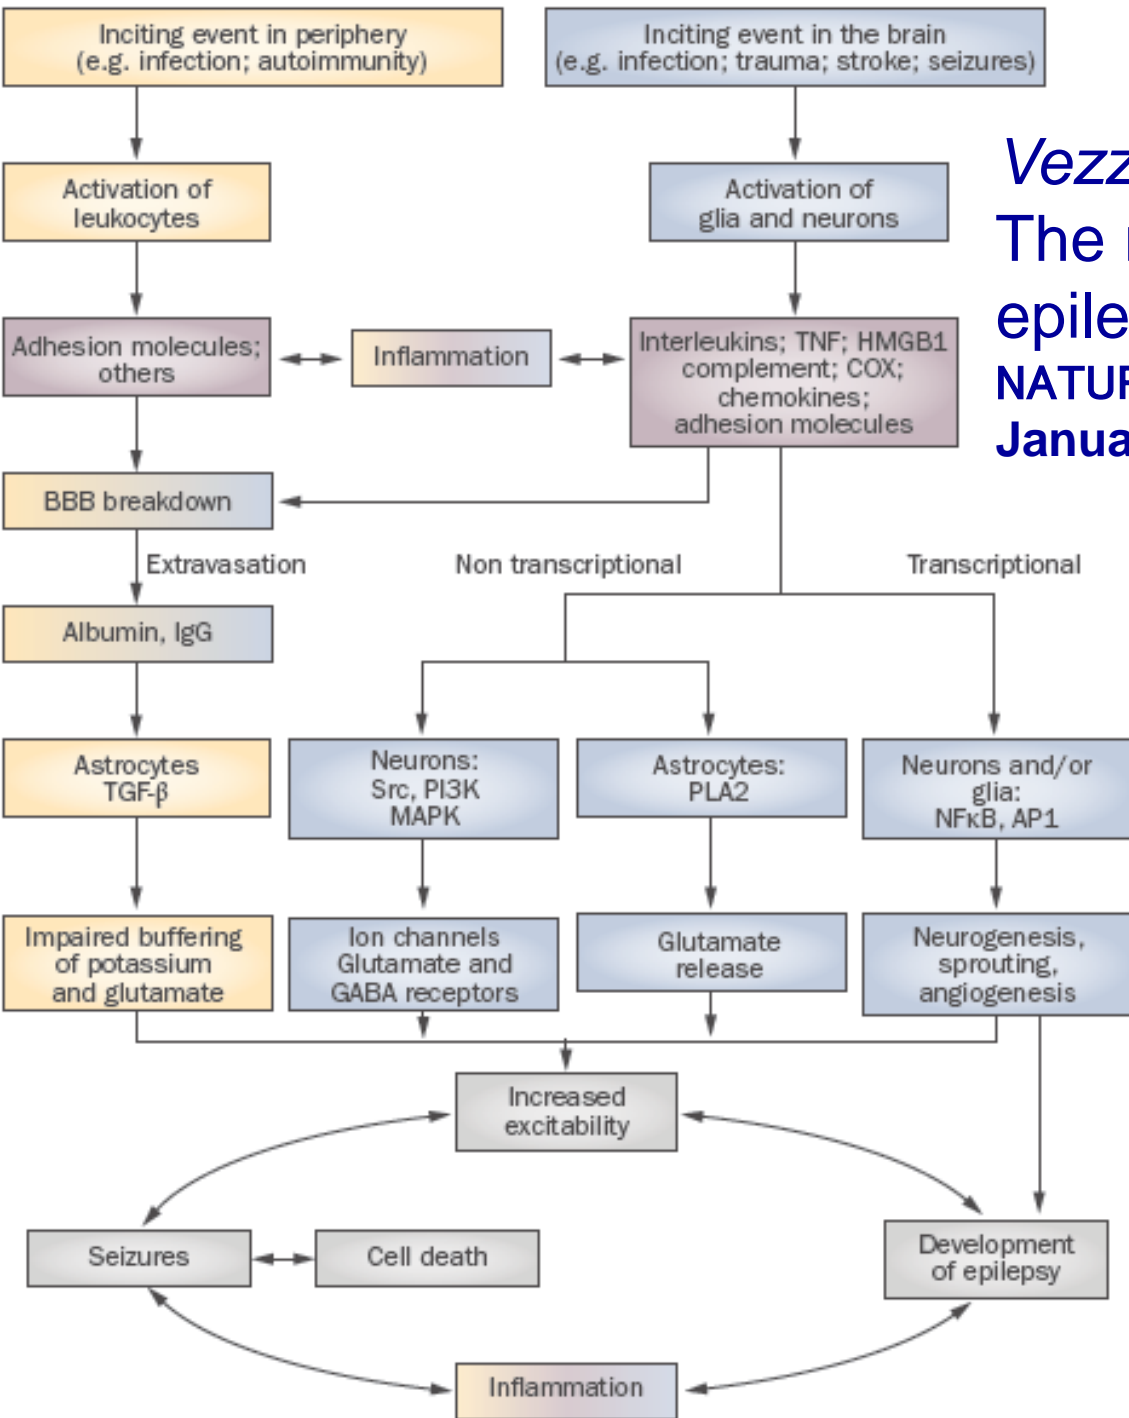 Inciting event in periphery
(e.g. infection; autoimmunity)
Inciting event in the brain
(e.g. infection; trauma; stroke; seizures)
Activation of
leukocytes
Activation of
glia and neurons
The
Adhesion molecules;
others
Inflammation
Interleukins; TNF; HMGB1
complement; COX;
chemokines;
adhesion molecules
BBB breakdown
Extravasation
Non transcriptional
Transcriptional
Albumin, IgG
Astrocytes
TGF-β
Neurons:
Src, PI3K
MAPK
Astrocytes:
PLA2
Neurons and/or
glia:
NFκB, AP1
Impaired buffering
of potassium
and glutamate
Ion channels
Glutamate and
GABA receptors
Glutamate
release
Neurogenesis,
sprouting,
angiogenesis
Increased
excitability
Seizures
Cell death
Development
of epilepsy
Inflammation